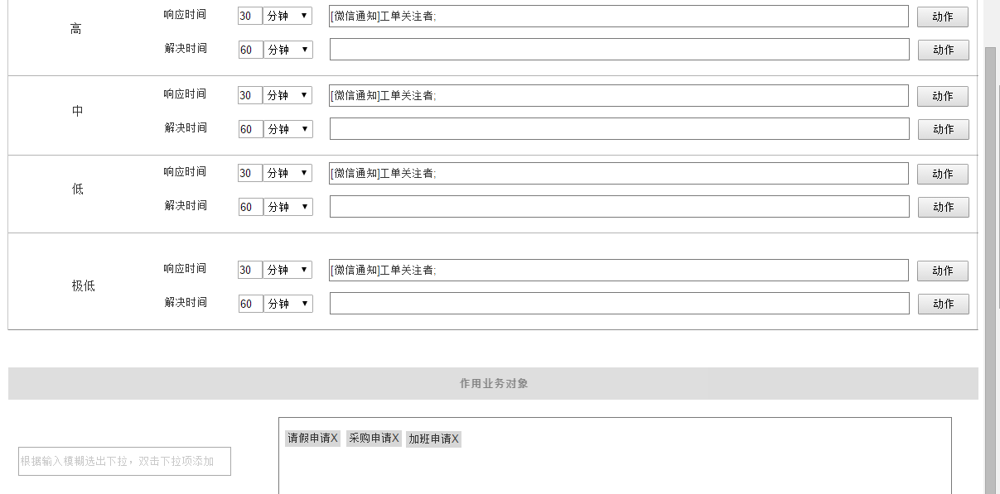 高
响应时间 30 分钟 [微信通知]工单关注者; 动作
解决时间 60 分钟 动作
中
响应时间 30 分钟 [微信通知]工单关注者; 动作
解决时间 60 分钟 动作
低
响应时间 30 分钟 [微信通知]工单关注者; 动作
解决时间 60 分钟 动作
极低
响应时间 30 分钟 [微信通知]工单关注者; 动作
解决时间 60 分钟 动作
作用业务对象
请假申请X 采购申请X 加班申请X
根据输入模糊选出下拉，双击下拉项添加